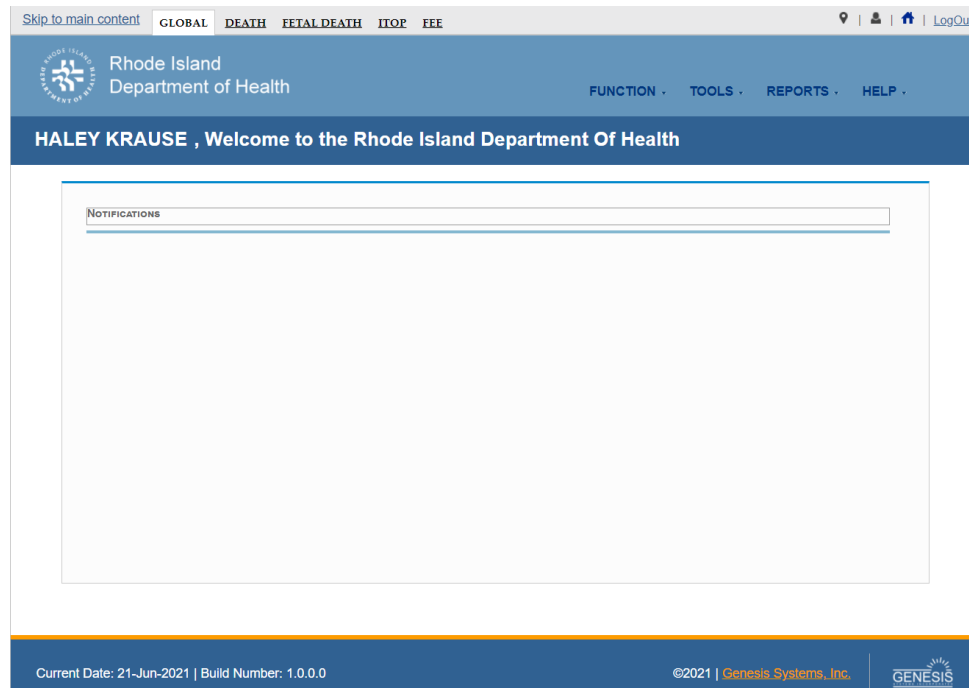 Skip to main content GLOBAL DEATH FETAL DEATH ITOP FEE | | | LogOu
Rhode Island
Department of Health
FUNCTION TOOLS REPORTS HELP
HALEY KRAUSE , Welcome to the Rhode Island Department Of Health
NOTIFICATIONS
Current Date: 21-Jun-2021 | Build Number: 1.0.0.0 ©2021 | Genesis Systems, Inc. GENESIS